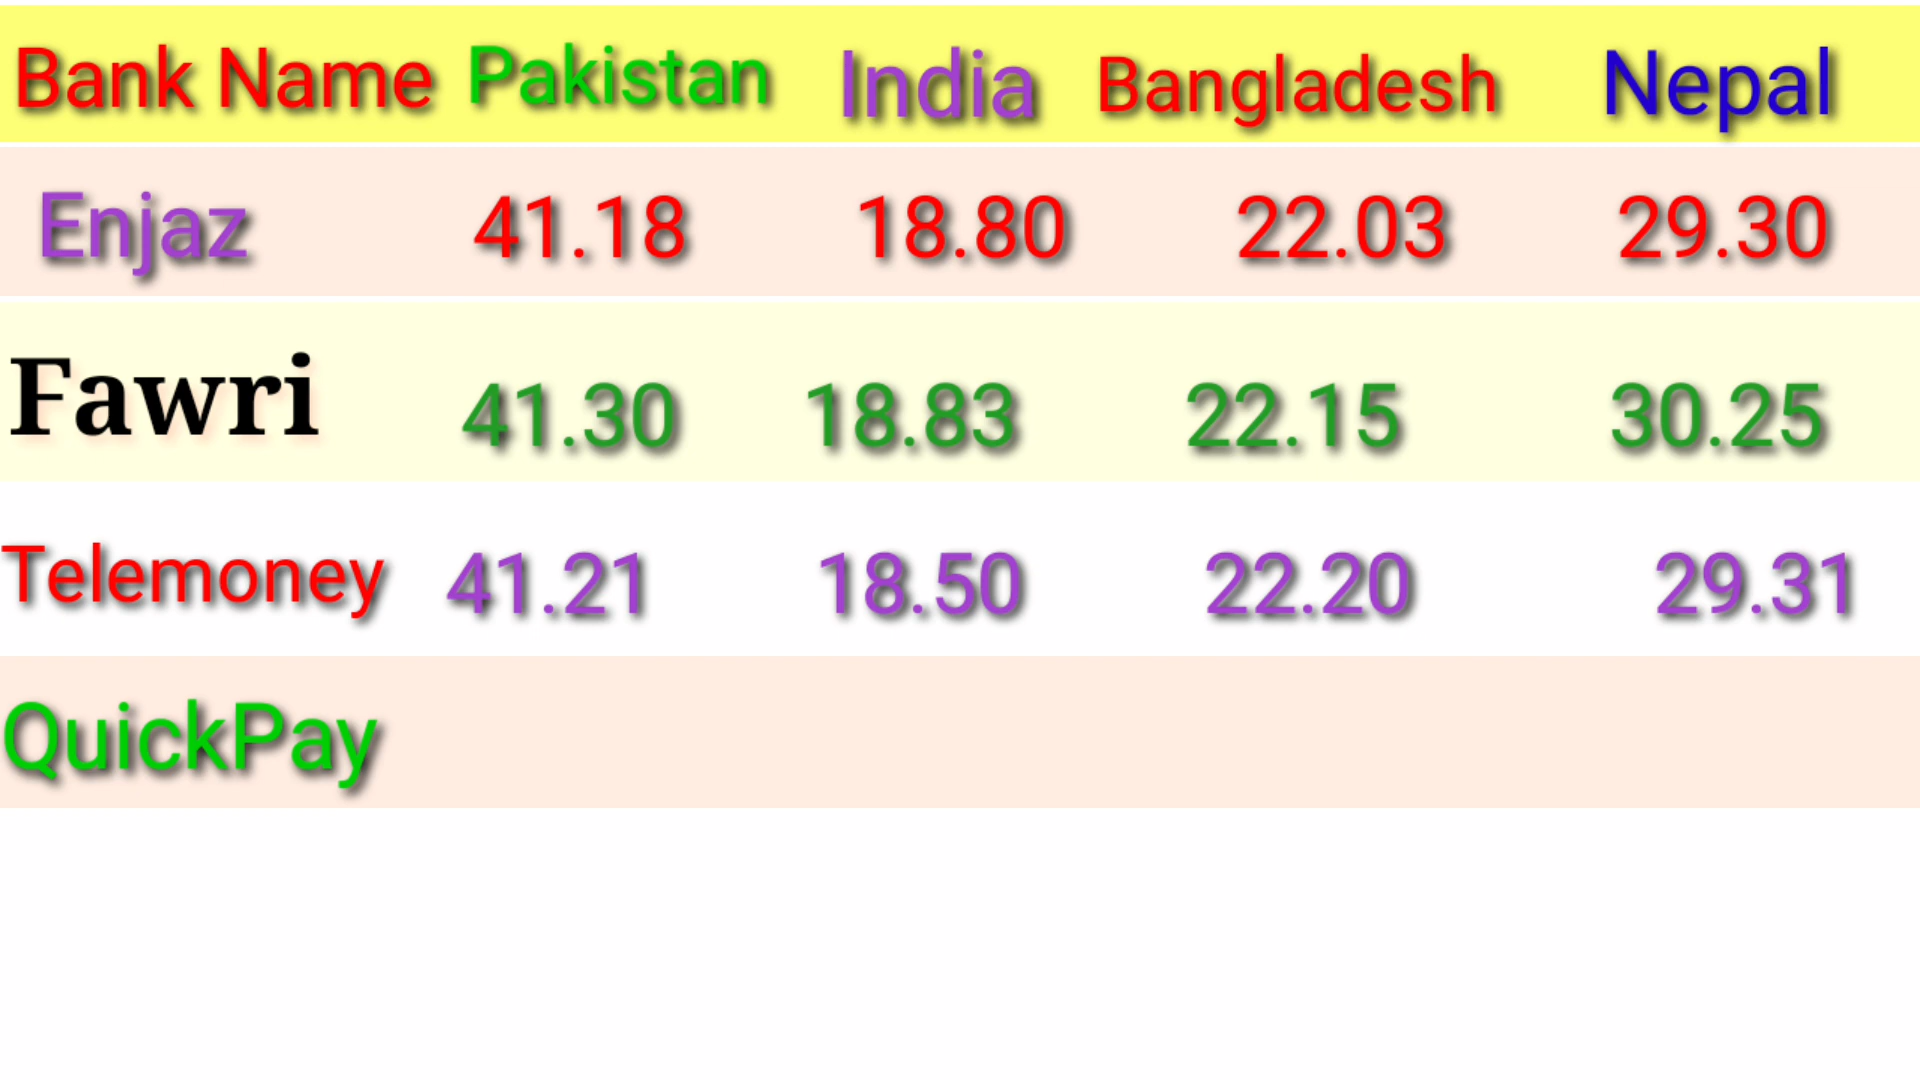 Bank Name Pakistan India Bangladesh Nepal
Enjaz 41.18 18.80 22.03 29.30
Fawri 41.30 18.83 22.15 30.25
Telemoney 41.21 18.50 22.20 29.31
QuickPay